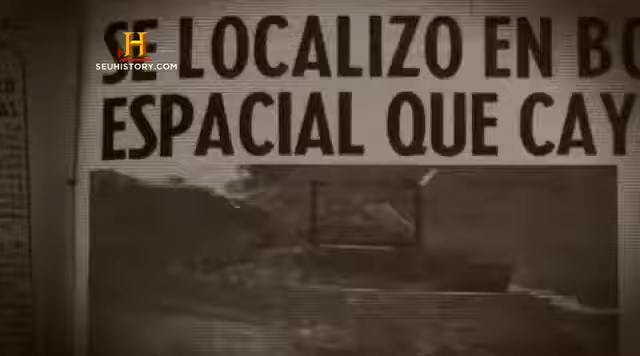 H
SEUHISTORY.COM
SE LOCALIZO EN BO
ESPACIAL QUE CAY